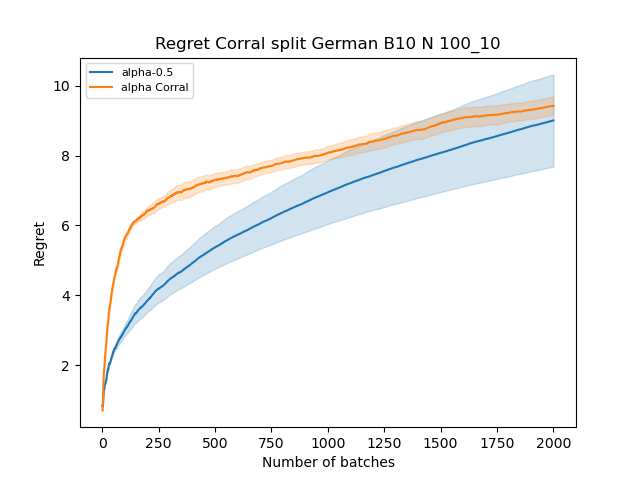 Regret Corral split German B10 N 100_10
alpha-0.5
alpha Corral
10
8
6
4
2
Regret
0 250 500 750 1000 1250 1500 1750 2000
Number of batches